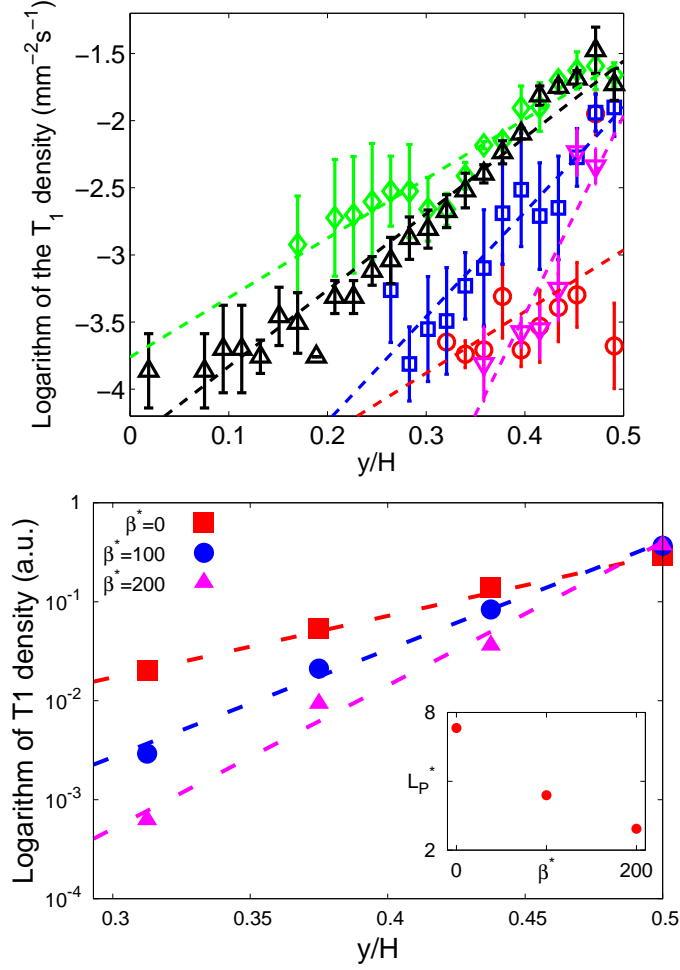 Logarithm of the T₁ density (mm⁻²s⁻¹)
−1.5
−2
−2.5
−3
−3.5
−4
0 0.1 0.2 0.3 0.4 0.5
y/H
Logarithm of T1 density (a.u.)
1
10⁻¹
10⁻²
10⁻³
10⁻⁴
β*=0
β*=100
β*=200
8
L_P*
2
0 β* 200
0.3 0.35 0.4 0.45 0.5
y/H